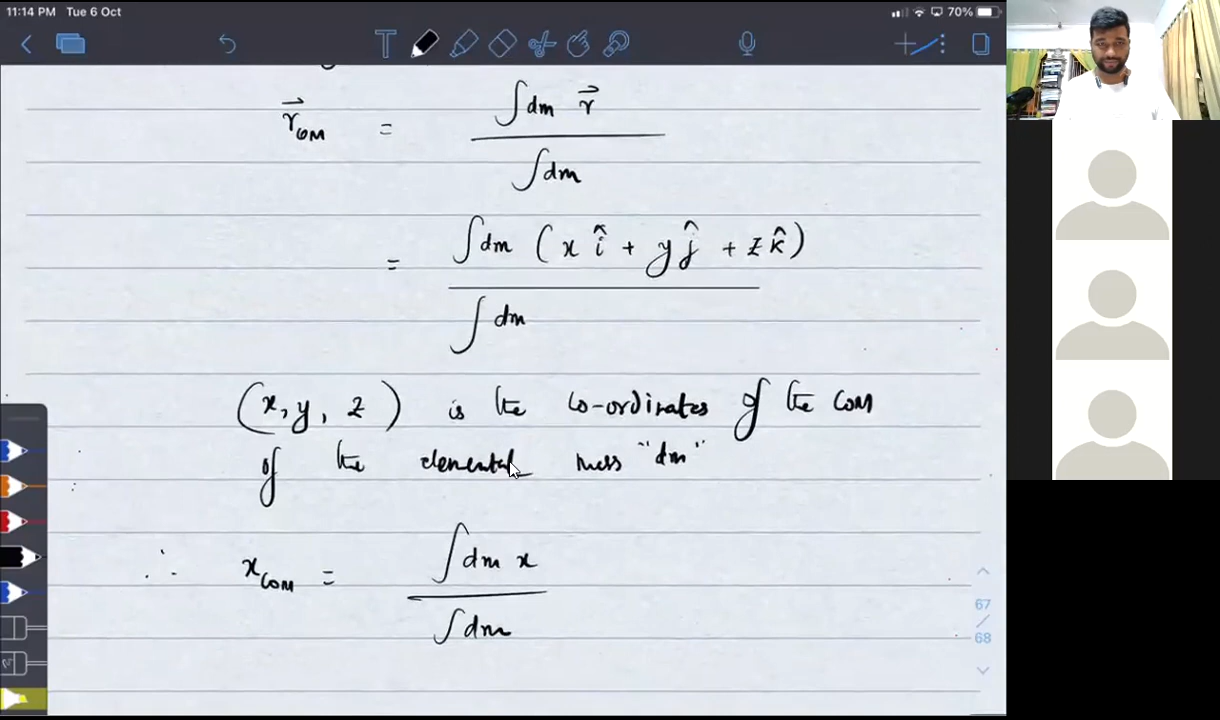 11:14 PM Tue 6 Oct 70%
T
r⃗COM = ∫dm r⃗ / ∫dm
= ∫dm (x î + y ĵ + z k̂) / ∫dm
(x, y, z) is the Co-ordinates of the COM
of the elemental mass "dm"
∴ xCOM = ∫dm x / ∫dm
67
/
68